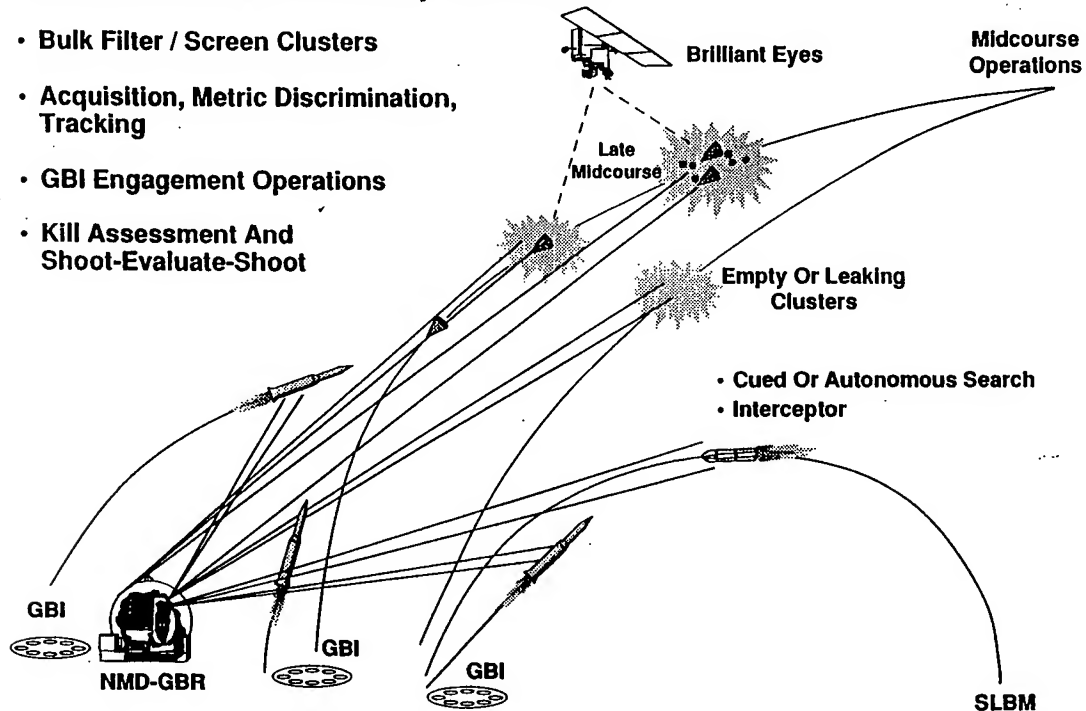 • Bulk Filter / Screen Clusters
• Acquisition, Metric Discrimination,
Tracking
• GBI Engagement Operations
• Kill Assessment And
Shoot-Evaluate-Shoot
Brilliant Eyes
Midcourse
Operations
Late
Midcourse
Empty Or Leaking
Clusters
• Cued Or Autonomous Search
• Interceptor
GBI
NMD-GBR
GBI
GBI
SLBM